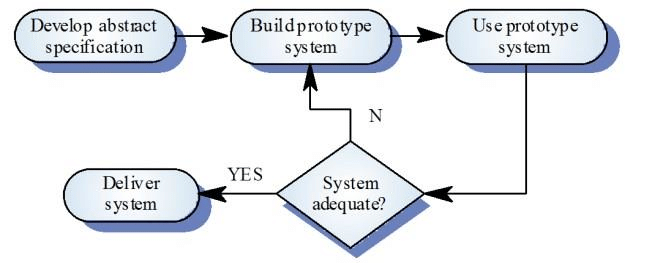 Develop abstract
specification
Build prototype
system
Use prototype
system
N
YES
System
adequate?
Deliver
system